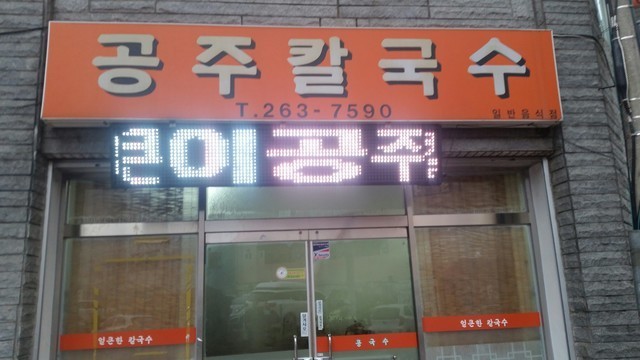 공주칼국수
T.263-7590
일반음식점
큰이공주
얼큰한 칼국수
콩국수
얼큰한 칼국수